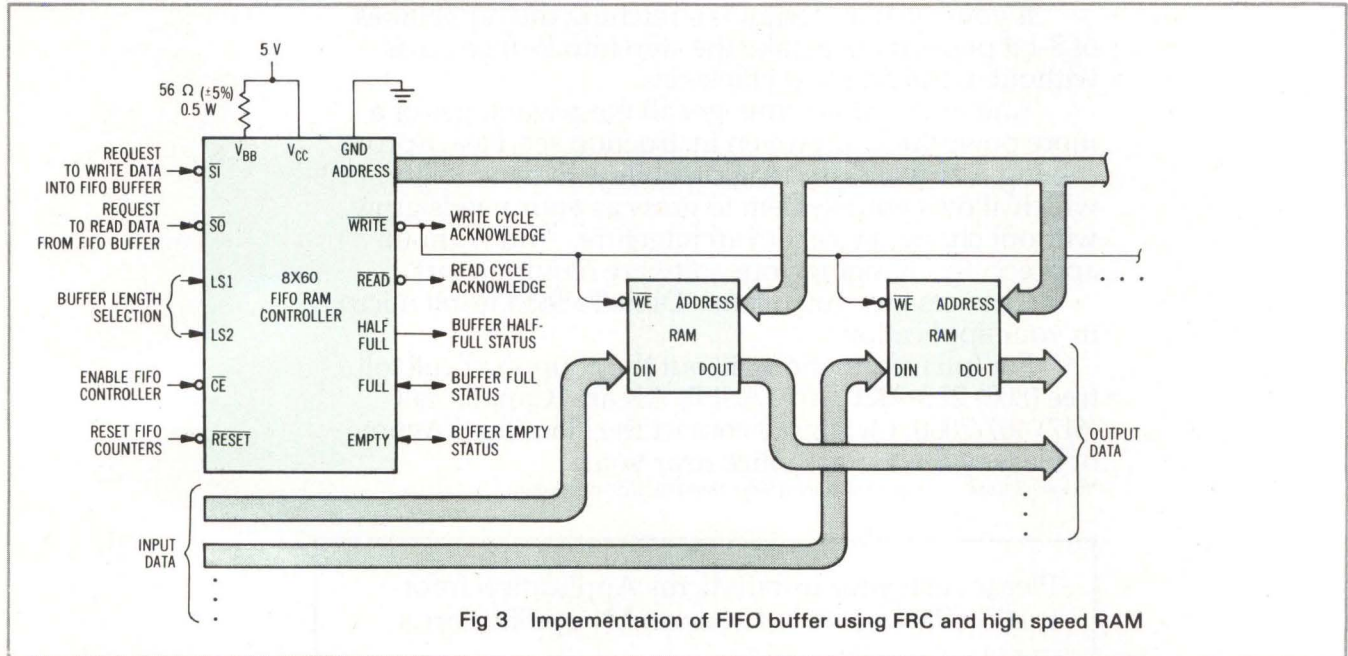 5 V
56 Ω (±5%)
0.5 W
VBB
VCC
GND
REQUEST
TO WRITE DATA
INTO FIFO BUFFER
SI
ADDRESS
REQUEST
TO READ DATA
FROM FIFO BUFFER
SO
WRITE
WRITE CYCLE
ACKNOWLEDGE
LS1
BUFFER LENGTH
SELECTION
LS2
8X60
FIFO RAM
CONTROLLER
READ
READ CYCLE
ACKNOWLEDGE
HALF
FULL
BUFFER HALF-
FULL STATUS
ENABLE FIFO
CONTROLLER
CE
FULL
BUFFER FULL
STATUS
RESET FIFO
COUNTERS
RESET
EMPTY
BUFFER EMPTY
STATUS
WE ADDRESS
RAM
DIN DOUT
WE ADDRESS
RAM
DIN DOUT
OUTPUT
DATA
INPUT
DATA
Fig 3 Implementation of FIFO buffer using FRC and high speed RAM